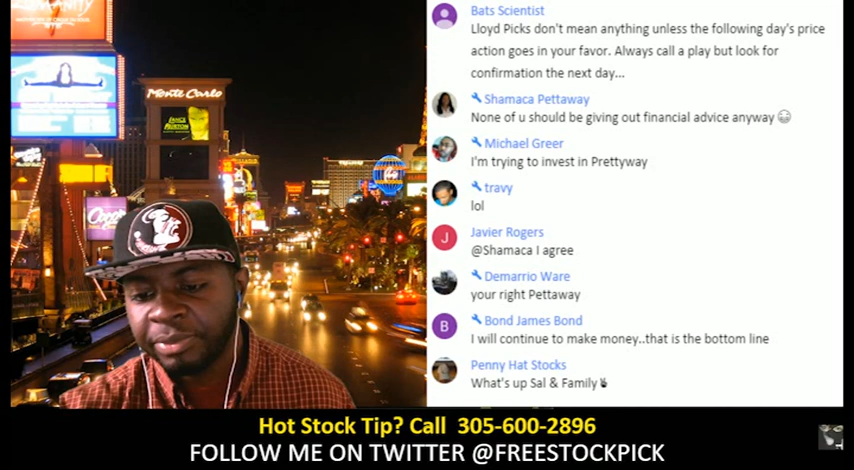 HUMANITY
Monte Carlo
LANCE
BURTON
Bats Scientist
Lloyd Picks don't mean anything unless the following day's price
action goes in your favor. Always call a play but look for
confirmation the next day...
Shamaca Pettaway
None of u should be giving out financial advice anyway
Michael Greer
I'm trying to invest in Prettyway
travy
lol
J
Javier Rogers
@Shamaca I agree
Demarrio Ware
your right Pettaway
B
Bond James Bond
I will continue to make money..that is the bottom line
Penny Hat Stocks
What's up Sal & Family
Hot Stock Tip? Call 305-600-2896
FOLLOW ME ON TWITTER @FREESTOCKPICK